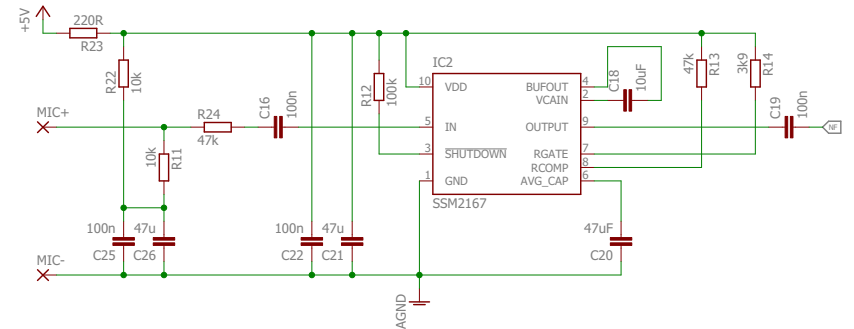 +5V
220R
R23
R22
10k
MIC+
R24
47k
C16
100n
10k
R11
R12
100k
IC2
10 VDD
5 IN
3 SHUTDOWN
1 GND
BUFOUT 4
VCAIN 2
OUTPUT 9
RGATE 7
RCOMP 8
AVG_CAP 6
SSM2167
C18
10uF
47k
R13
3k9
R14
C19
100n
NF
100n
C25
47u
C26
100n
C22
47u
C21
47uF
C20
MIC-
AGND